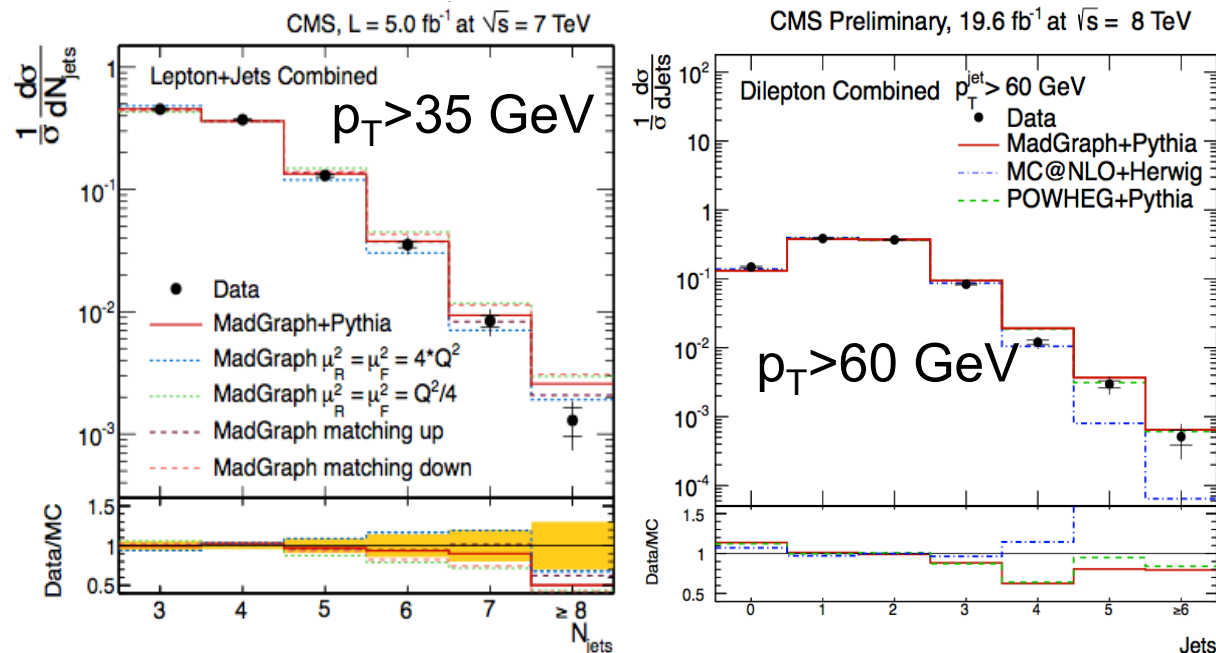 CMS, L = 5.0 fb⁻¹ at √s = 7 TeV
1/σ dσ/dN_jets
Lepton+Jets Combined
p_T>35 GeV
1
10⁻¹
10⁻²
10⁻³
Data
MadGraph+Pythia
MadGraph μ²_R = μ²_F = 4*Q²
MadGraph μ²_R = μ²_F = Q²/4
MadGraph matching up
MadGraph matching down
Data/MC
1.5
1
0.5
3 4 5 6 7 ≥ 8
N_jets
CMS Preliminary, 19.6 fb⁻¹ at √s = 8 TeV
1/σ dσ/dJets
Dilepton Combined p_T^jet > 60 GeV
Data
MadGraph+Pythia
MC@NLO+Herwig
POWHEG+Pythia
p_T>60 GeV
10²
10
1
10⁻¹
10⁻²
10⁻³
10⁻⁴
Data/MC
1.5
1
0.5
0 1 2 3 4 5 ≥6
Jets